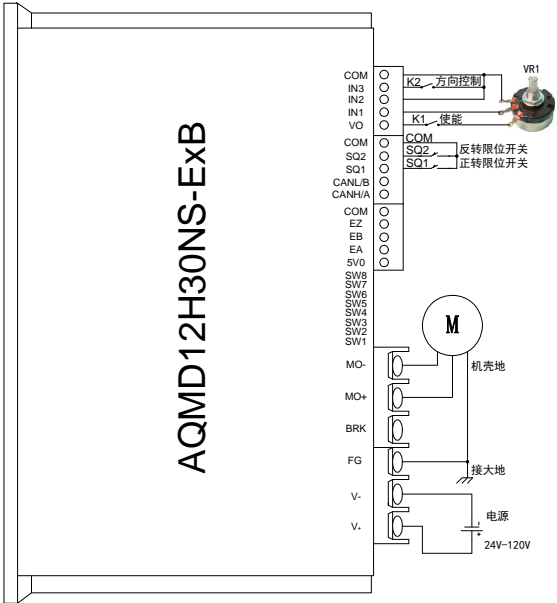 AQMD12H30NS-ExB
VR1
COM
IN3 K2 方向控制
IN2
IN1
VO K1 使能
COM COM
SQ2 SQ2 反转限位开关
SQ1 SQ1 正转限位开关
CANL/B
CANH/A
COM
EZ
EB
EA
5V0
SW8
SW7
SW6
SW5
SW4
SW3
SW2
SW1
M
MO- 机壳地
MO+
BRK
FG
接大地
V-
电源
V+
24V-120V